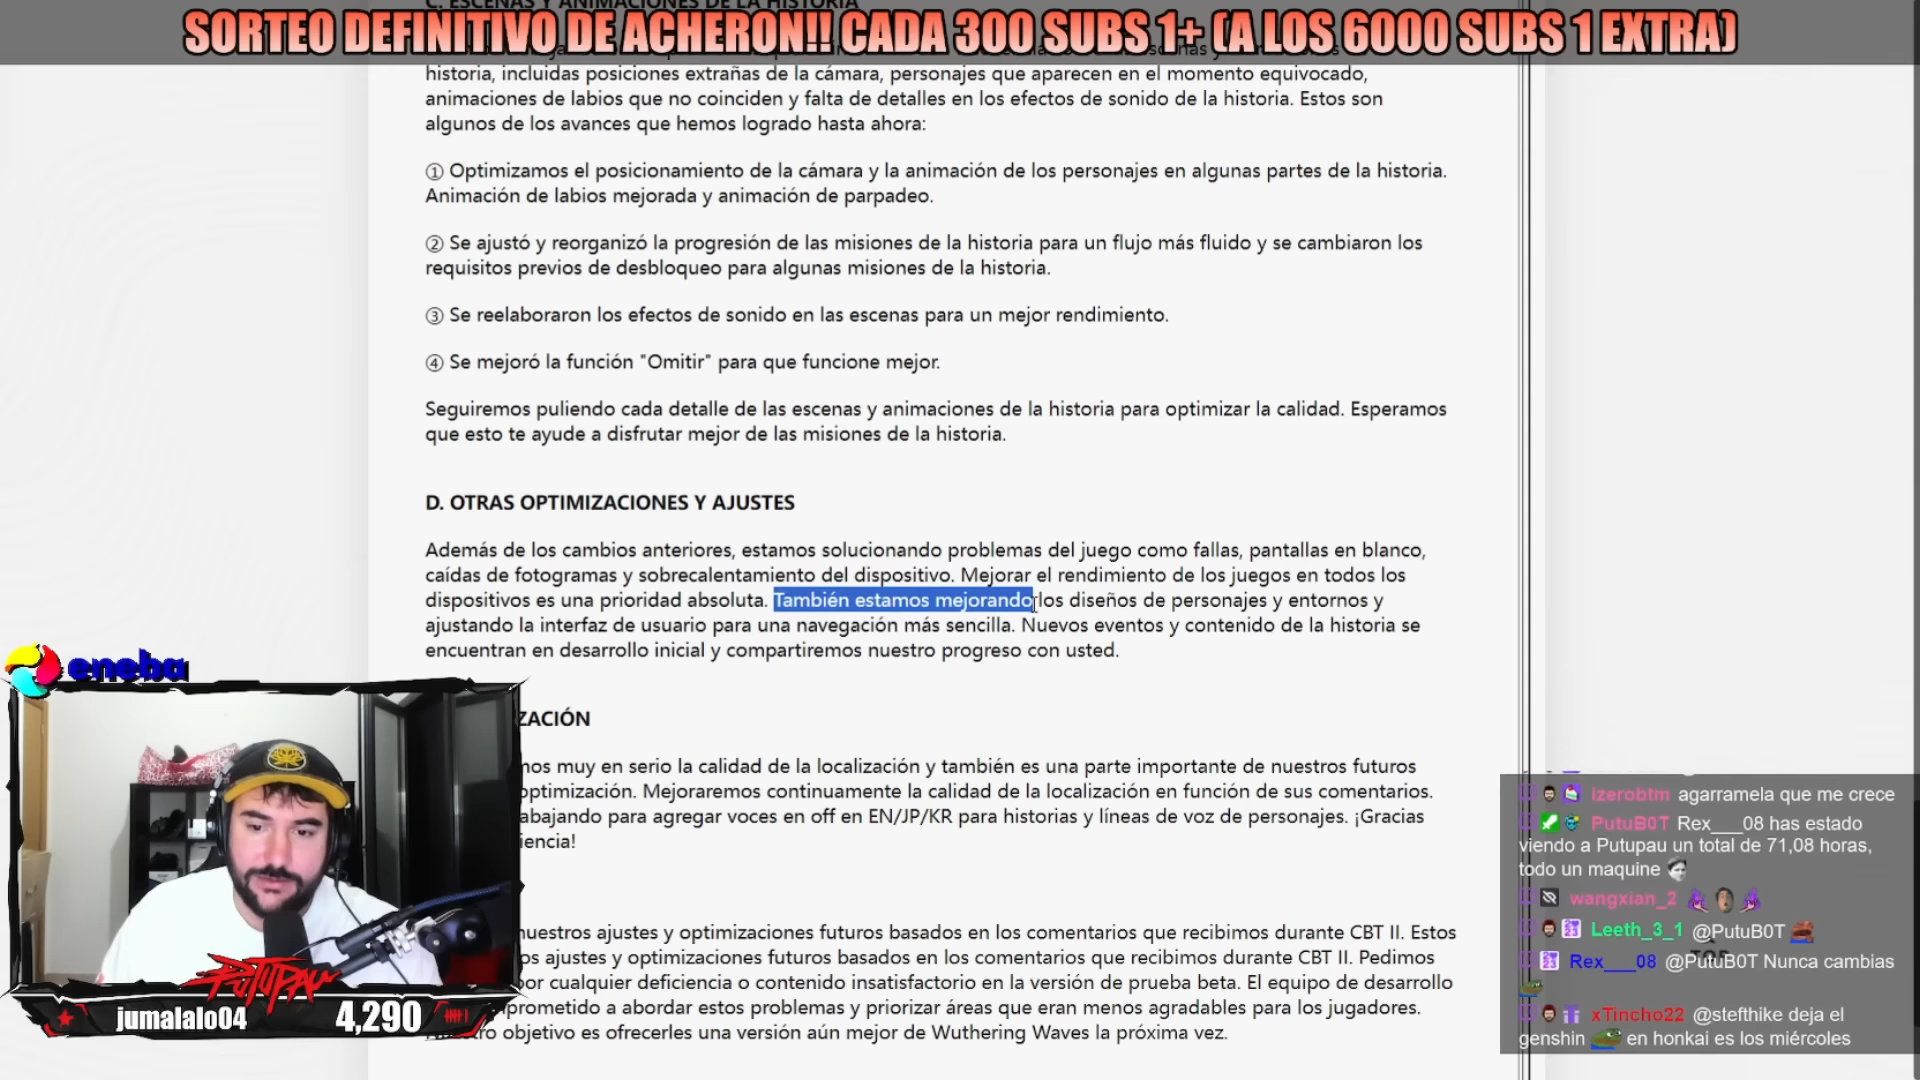 C. ESCENAS Y ANIMACIONES DE LA HISTORIA
SORTEO DEFINITIVO DE ACHERON!! CADA 300 SUBS 1+ (A LOS 6000 SUBS 1 EXTRA)
historia, incluidas posiciones extrañas de la cámara, personajes que aparecen en el momento equivocado,
animaciones de labios que no coinciden y falta de detalles en los efectos de sonido de la historia. Estos son
algunos de los avances que hemos logrado hasta ahora:
① Optimizamos el posicionamiento de la cámara y la animación de los personajes en algunas partes de la historia.
Animación de labios mejorada y animación de parpadeo.
② Se ajustó y reorganizó la progresión de las misiones de la historia para un flujo más fluido y se cambiaron los
requisitos previos de desbloqueo para algunas misiones de la historia.
③ Se reelaboraron los efectos de sonido en las escenas para un mejor rendimiento.
④ Se mejoró la función "Omitir" para que funcione mejor.
Seguiremos puliendo cada detalle de las escenas y animaciones de la historia para optimizar la calidad. Esperamos
que esto te ayude a disfrutar mejor de las misiones de la historia.
D. OTRAS OPTIMIZACIONES Y AJUSTES
Además de los cambios anteriores, estamos solucionando problemas del juego como fallas, pantallas en blanco,
caídas de fotogramas y sobrecalentamiento del dispositivo. Mejorar el rendimiento de los juegos en todos los
dispositivos es una prioridad absoluta. También estamos mejorando los diseños de personajes y entornos y
ajustando la interfaz de usuario para una navegación más sencilla. Nuevos eventos y contenido de la historia se
encuentran en desarrollo inicial y compartiremos nuestro progreso con usted.
ZACIÓN
mos muy en serio la calidad de la localización y también es una parte importante de nuestros futuros
optimización. Mejoraremos continuamente la calidad de la localización en función de sus comentarios.
abajando para agregar voces en off en EN/JP/KR para historias y líneas de voz de personajes. ¡Gracias
iencia!
nuestros ajustes y optimizaciones futuros basados en los comentarios que recibimos durante CBT II. Estos
os ajustes y optimizaciones futuros basados en los comentarios que recibimos durante CBT II. Pedimos
por cualquier deficiencia o contenido insatisfactorio en la versión de prueba beta. El equipo de desarrollo
prometido a abordar estos problemas y priorizar áreas que eran menos agradables para los jugadores.
tro objetivo es ofrecerles una versión aún mejor de Wuthering Waves la próxima vez.
eneba
PUTUPAU
jumalalo04 4,290
izerobtm agarramela que me crece
PutuB0T Rex___08 has estado
viendo a Putupau un total de 71,08 horas,
todo un maquine
wangxian_2
Leeth_3_1 @PutuB0T
Rex___08 @PutuB0T Nunca cambias
xTincho22 @stefthike deja el
genshin en honkai es los miércoles